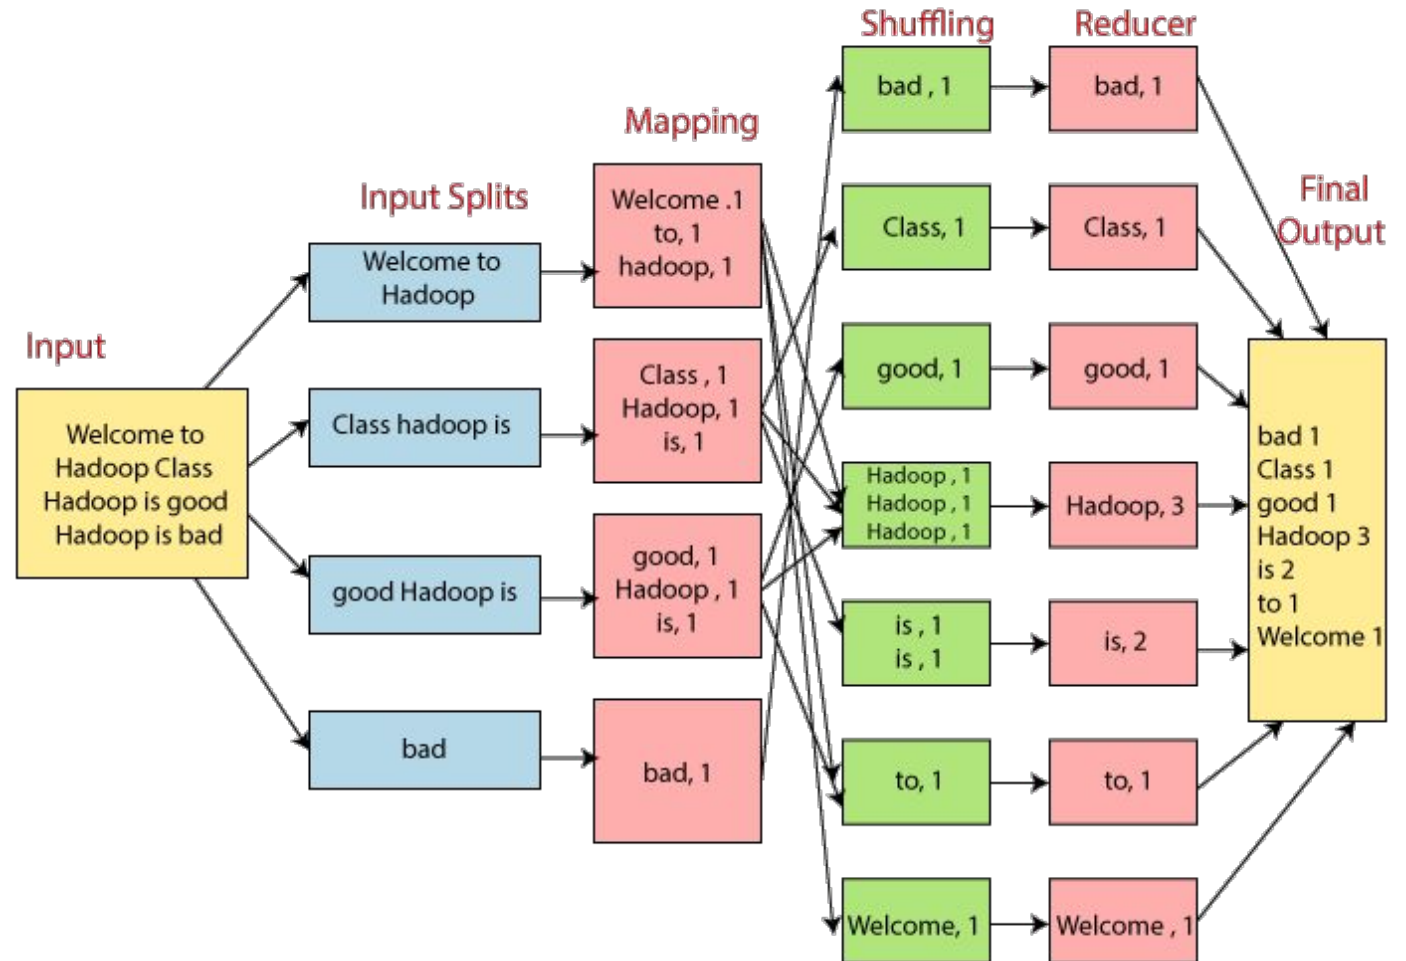 Input
Welcome to
Hadoop Class
Hadoop is good
Hadoop is bad
Input Splits
Welcome to
Hadoop
Class hadoop is
good Hadoop is
bad
Mapping
Welcome .1
to, 1
hadoop, 1
Class , 1
Hadoop, 1
is, 1
good, 1
Hadoop , 1
is, 1
bad, 1
Shuffling
bad , 1
Class, 1
good, 1
Hadoop , 1
Hadoop , 1
Hadoop , 1
is , 1
is , 1
to, 1
Welcome, 1
Reducer
bad, 1
Class, 1
good, 1
Hadoop, 3
is, 2
to, 1
Welcome , 1
Final
Output
bad 1
Class 1
good 1
Hadoop 3
is 2
to 1
Welcome 1